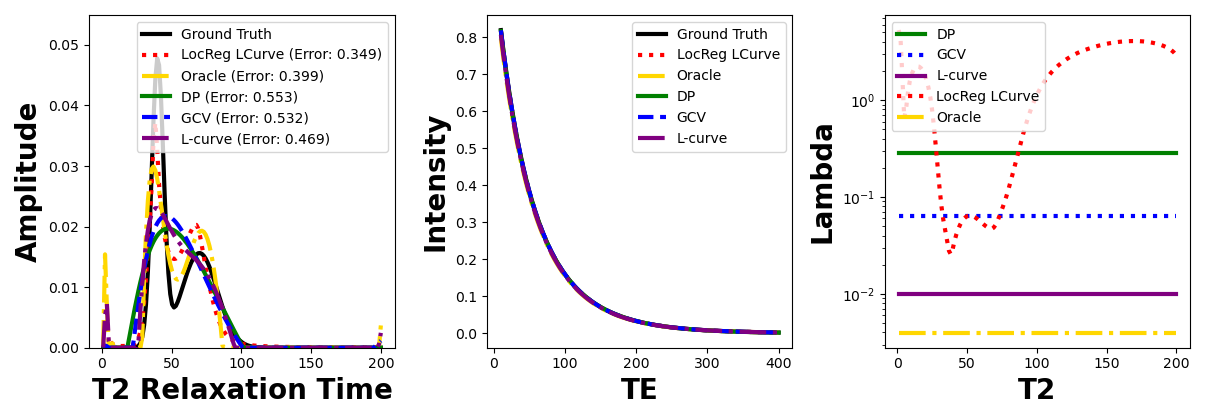 Amplitude
0.05
0.04
0.03
0.02
0.01
0.00
Ground Truth
LocReg LCurve (Error: 0.349)
Oracle (Error: 0.399)
DP (Error: 0.553)
GCV (Error: 0.532)
L-curve (Error: 0.469)
0 50 100 150 200
T2 Relaxation Time
Intensity
0.8
0.7
0.6
0.5
0.4
0.3
0.2
0.1
0.0
Ground Truth
LocReg LCurve
Oracle
DP
GCV
L-curve
0 100 200 300 400
TE
Lambda
10⁰
10⁻¹
10⁻²
DP
GCV
L-curve
LocReg LCurve
Oracle
0 50 100 150 200
T2